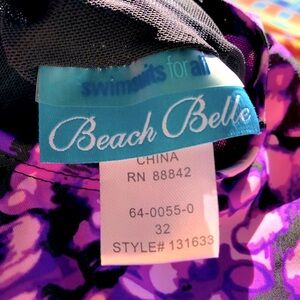 swimsuits for all
Beach Belle
CHINA
RN 88842
64-0055-0
32
STYLE# 131633